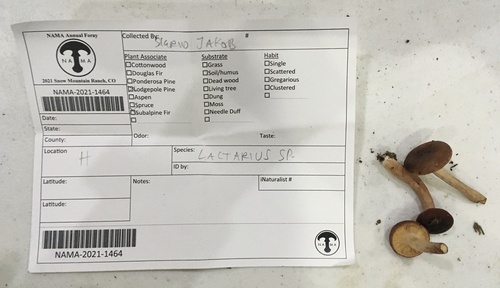 NAMA Annual Foray
NAMA
2021 Snow Mountain Ranch, CO
NAMA-2021-1464
Date:
State:
County:
Collected By: JAKOB
#
Plant Associate
Cottonwood
Douglas Fir
Ponderosa Pine
Lodgepole Pine
Aspen
Spruce
Subalpine Fir
Substrate
Grass
Soil/humus
Dead wood
Living tree
Dung
Moss
Needle Duff
Habit
Single
Scattered
Gregarious
Clustered
Odor:
Taste:
Location
H
Species: LACTARIUS SP.
ID by:
Latitude:
Latitude:
Notes:
iNaturalist #
NAMA-2021-1464
NAMA